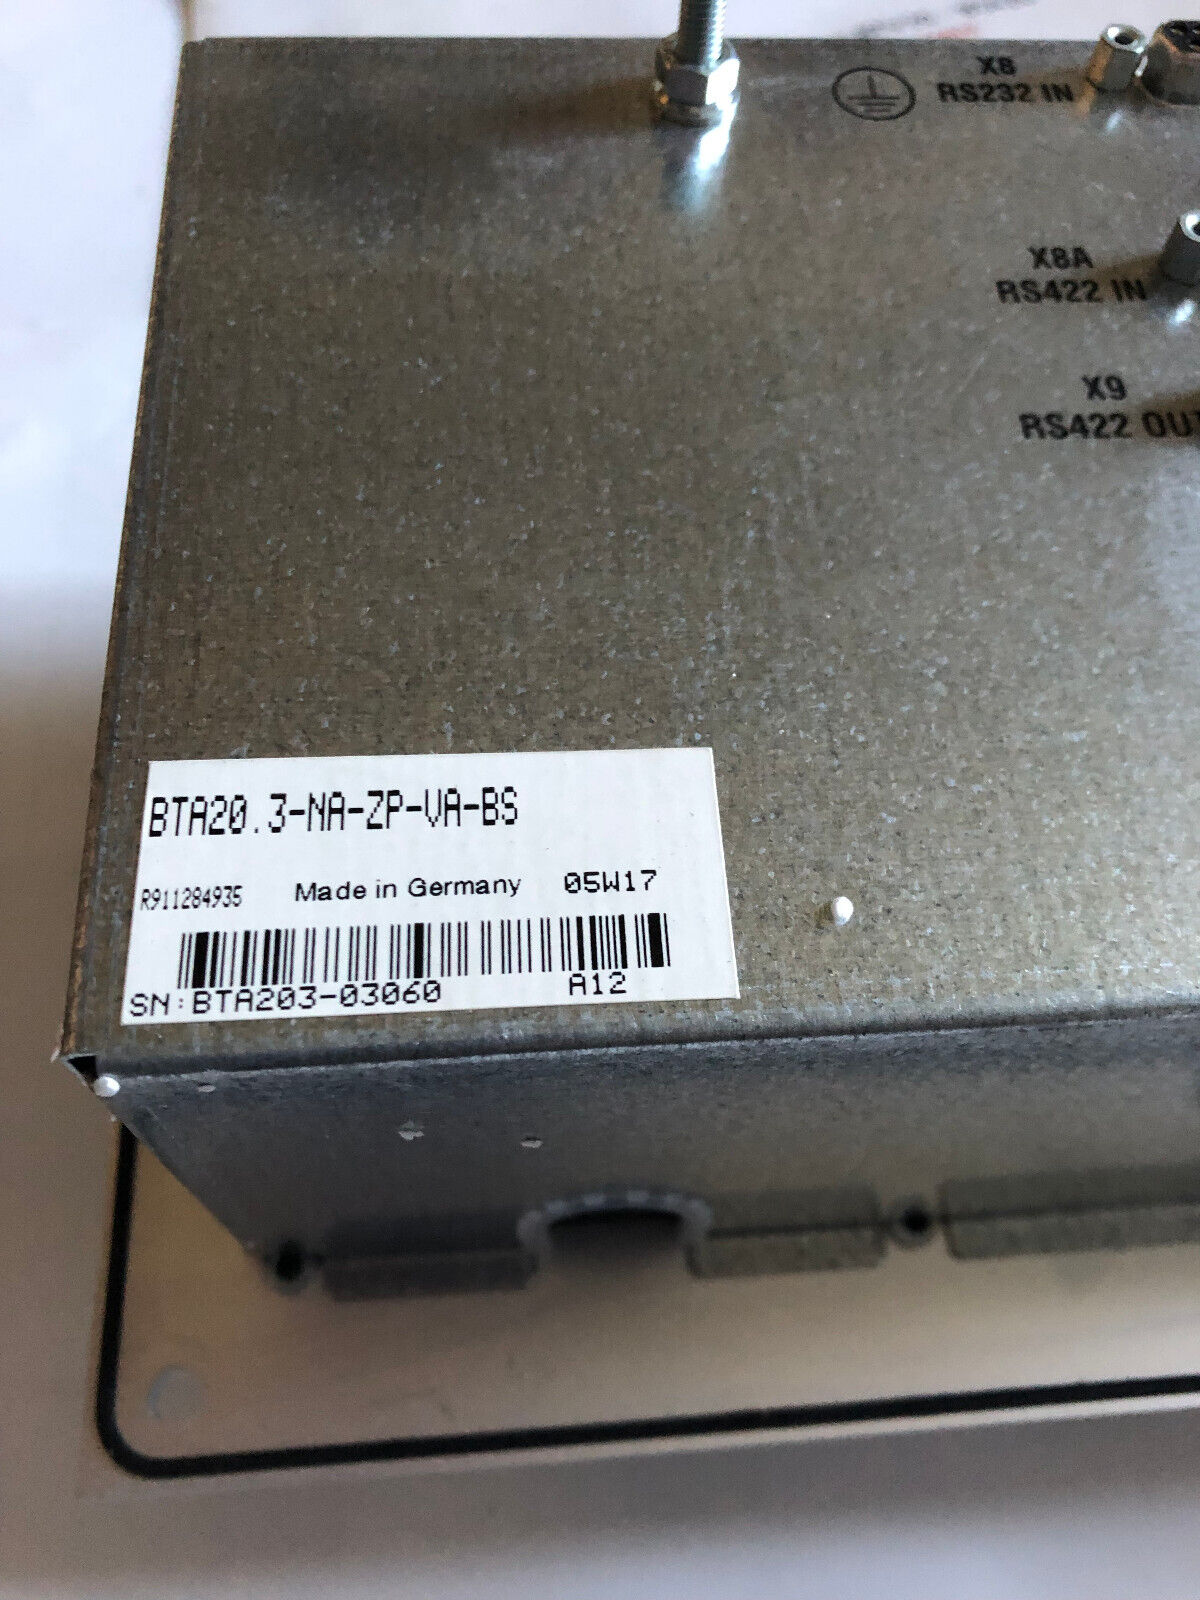 X8
RS232 IN
X8A
RS422 IN
X9
RS422 OUT
BTA20.3-NA-ZP-VA-BS
R911284935 Made in Germany 05W17
SN:BTA203-03060 A12